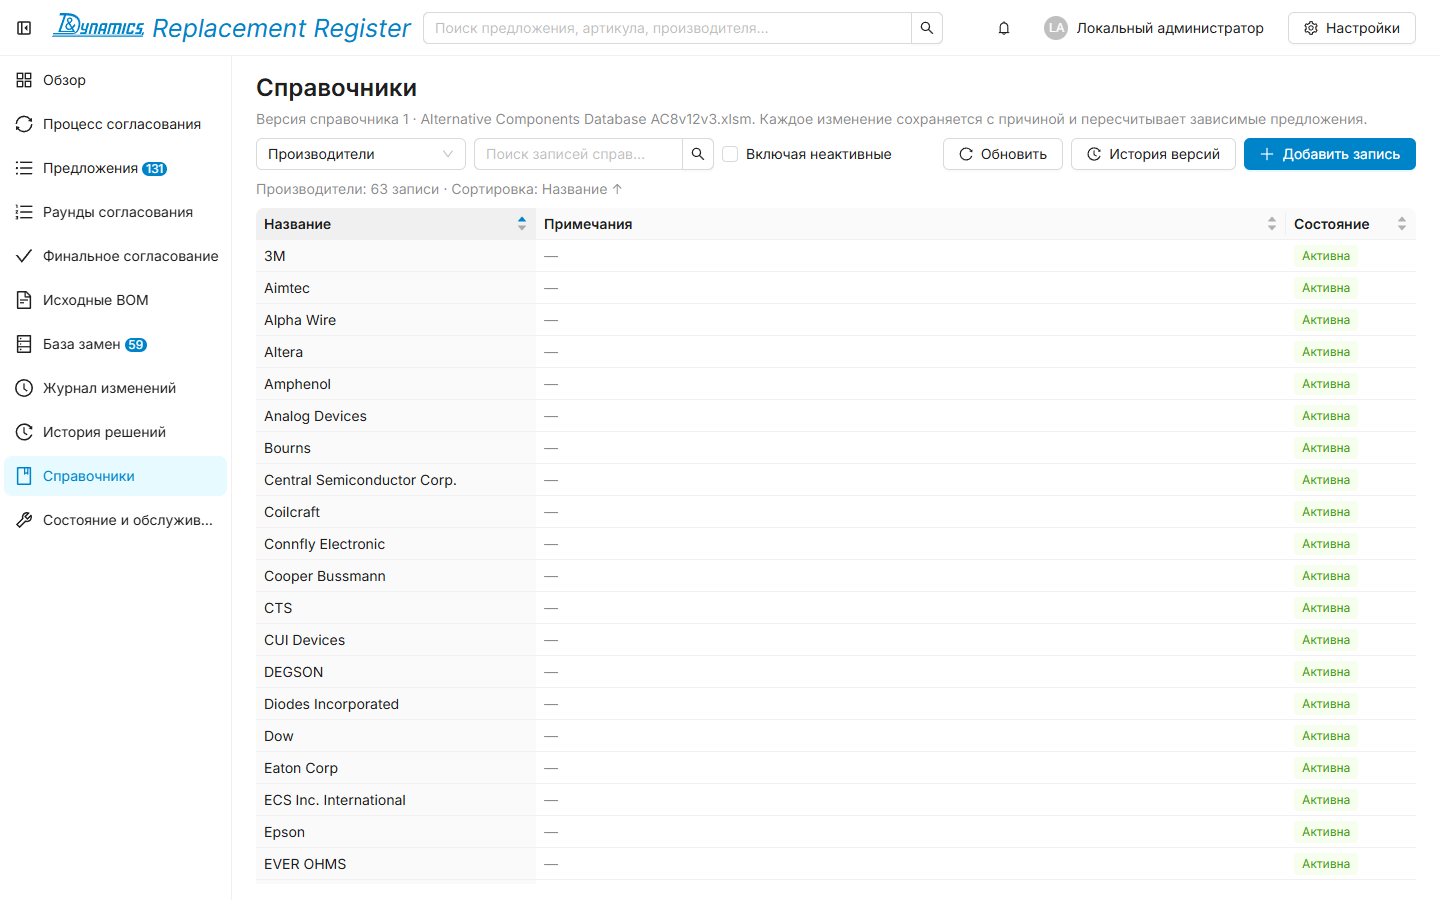 I&Dynamics Replacement Register
Поиск предложения, артикула, производителя...
LA Локальный администратор
Настройки
Обзор
Процесс согласования
Предложения 131
Раунды согласования
Финальное согласование
Исходные BOM
База замен 59
Журнал изменений
История решений
Справочники
Состояние и обслужив...
Справочники
Версия справочника 1 · Alternative Components Database AC8v12v3.xlsm. Каждое изменение сохраняется с причиной и пересчитывает зависимые предложения.
Производители
Поиск записей справ...
Включая неактивные
Обновить
История версий
Добавить запись
Производители: 63 записи · Сортировка: Название ↑
Название Примечания Состояние
3M — Активна
Aimtec — Активна
Alpha Wire — Активна
Altera — Активна
Amphenol — Активна
Analog Devices — Активна
Bourns — Активна
Central Semiconductor Corp. — Активна
Coilcraft — Активна
Connfly Electronic — Активна
Cooper Bussmann — Активна
CTS — Активна
CUI Devices — Активна
DEGSON — Активна
Diodes Incorporated — Активна
Dow — Активна
Eaton Corp — Активна
ECS Inc. International — Активна
Epson — Активна
EVER OHMS — Активна